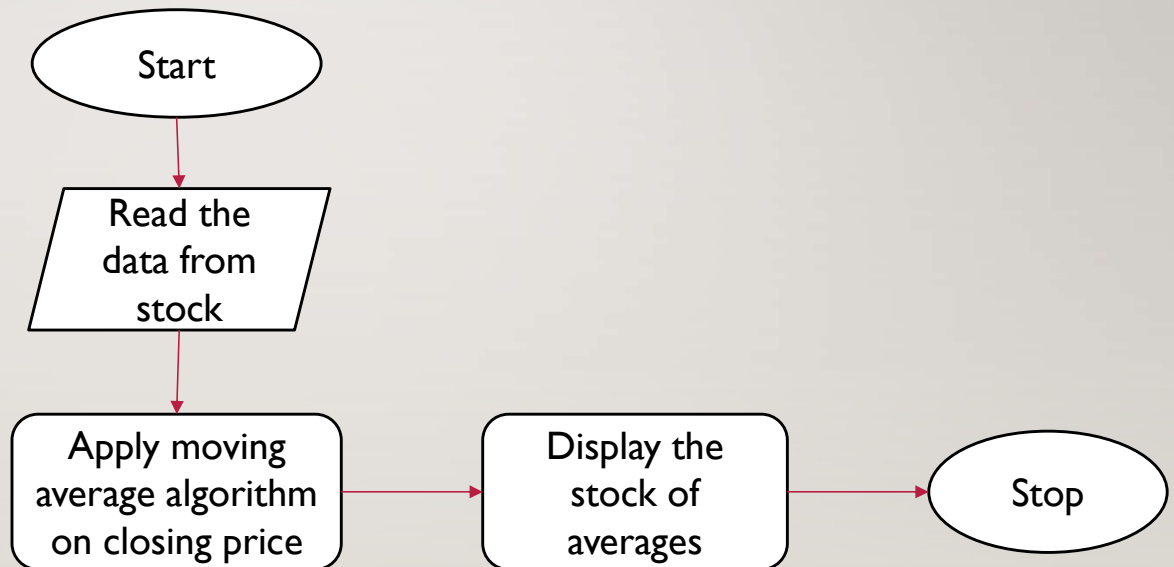 Start
Read the
data from
stock
Apply moving
average algorithm
on closing price
Display the
stock of
averages
Stop